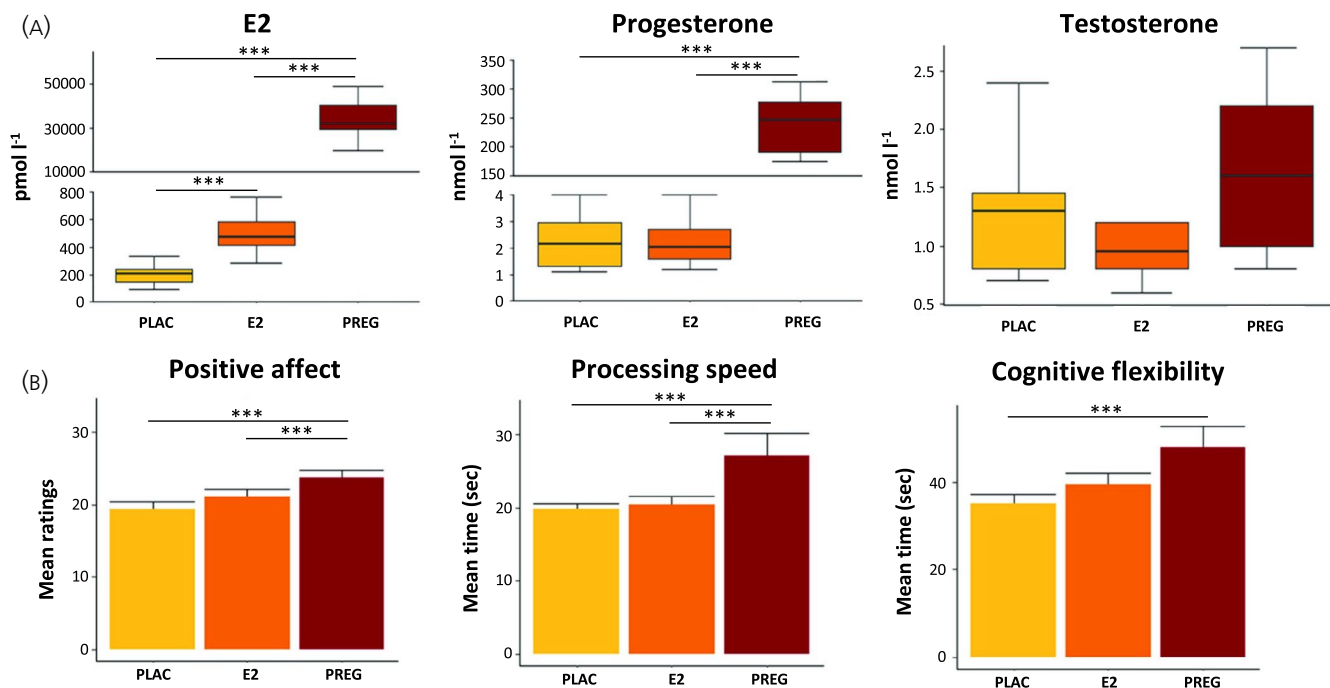 (A)
E2
Progesterone
Testosterone
***
***
***
pmol l-1
50000
30000
10000
800
600
400
200
0
PLAC E2 PREG
***
***
nmol l-1
350
300
250
200
150
4
3
2
1
0
PLAC E2 PREG
nmol l-1
2.5
2.0
1.5
1.0
0.5
PLAC E2 PREG
(B)
Positive affect
Processing speed
Cognitive flexibility
***
***
Mean ratings
30
20
10
0
PLAC E2 PREG
***
***
Mean time (sec)
30
20
10
0
PLAC E2 PREG
***
Mean time (sec)
40
20
0
PLAC E2 PREG